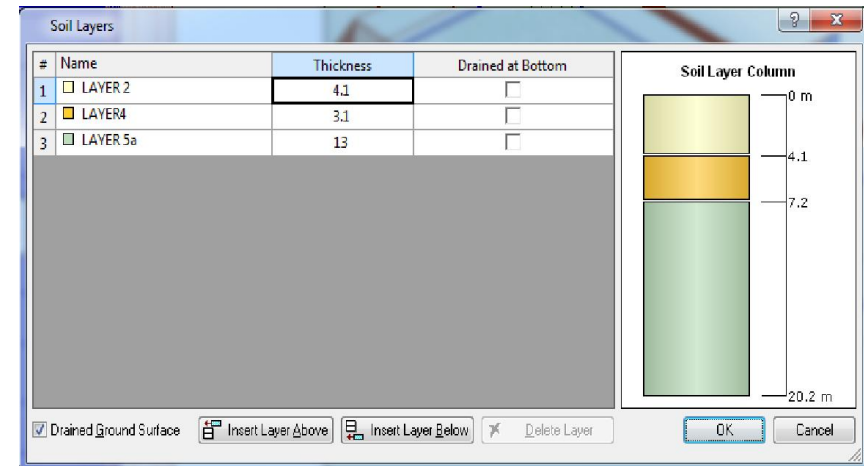 Soil Layers
# Name Thickness Drained at Bottom
1 LAYER 2 4.1
2 LAYER4 3.1
3 LAYER 5a 13
Soil Layer Column
0 m
4.1
7.2
20.2 m
Drained Ground Surface Insert Layer Above Insert Layer Below Delete Layer OK Cancel